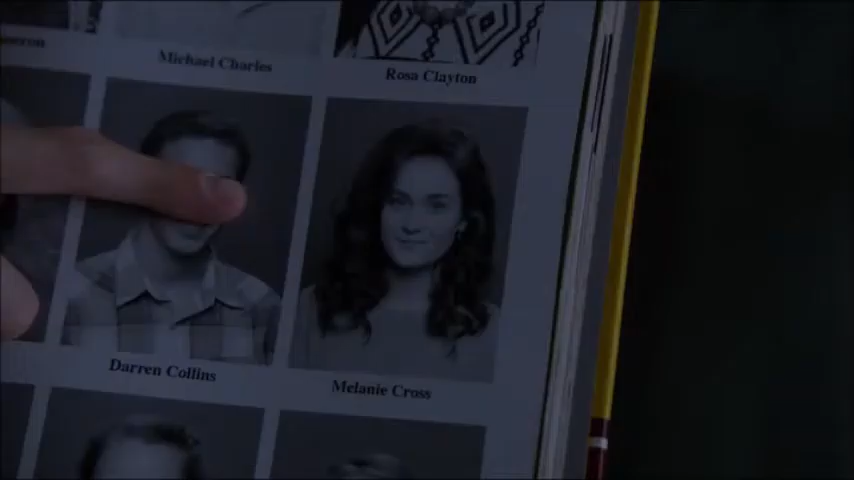 Michael Charles
Rosa Clayton
Darren Collins
Melanie Cross